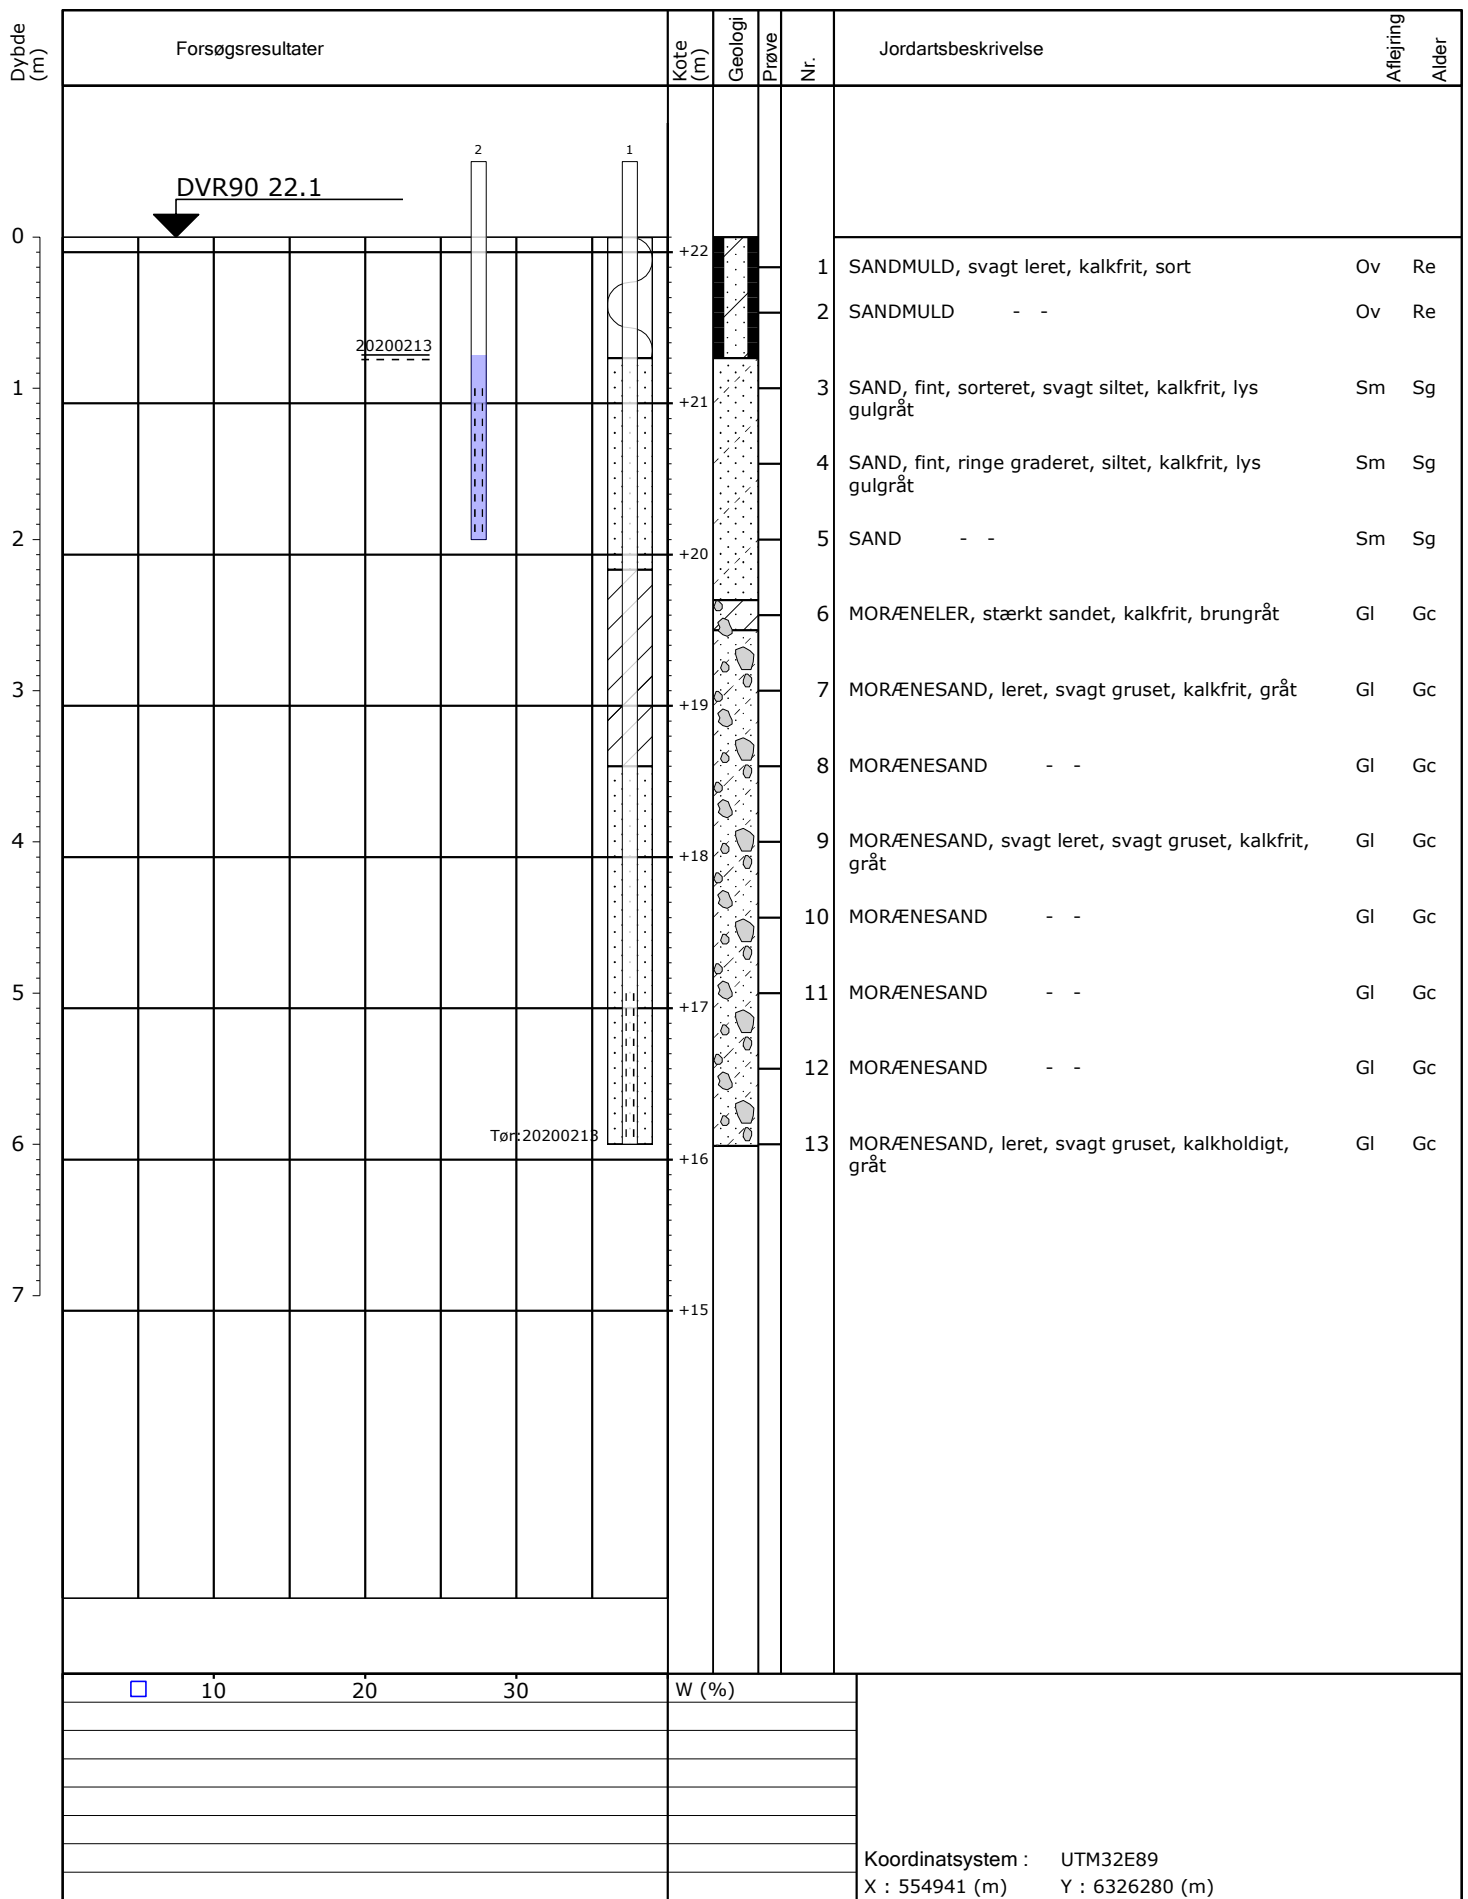 Dybde (m)
Forsøgsresultater
Kote (m)
Geologi
Prøve
Nr.
Jordartsbeskrivelse
Aflejring
Alder
2
1
DVR90 22.1
0
+22
1 SANDMULD, svagt leret, kalkfrit, sort Ov Re
2 SANDMULD - - Ov Re
20200213
1
+21
3 SAND, fint, sorteret, svagt siltet, kalkfrit, lys Sm Sg
gulgråt
4 SAND, fint, ringe graderet, siltet, kalkfrit, lys Sm Sg
gulgråt
2
+20
5 SAND - - Sm Sg
6 MORÆNELER, stærkt sandet, kalkfrit, brungråt Gl Gc
3
+19
7 MORÆNESAND, leret, svagt gruset, kalkfrit, gråt Gl Gc
8 MORÆNESAND - - Gl Gc
4
+18
9 MORÆNESAND, svagt leret, svagt gruset, kalkfrit, Gl Gc
gråt
10 MORÆNESAND - - Gl Gc
5
+17
11 MORÆNESAND - - Gl Gc
12 MORÆNESAND - - Gl Gc
Tør:20200213
6
+16
13 MORÆNESAND, leret, svagt gruset, kalkholdigt, Gl Gc
gråt
7
+15
10 20 30 W (%)
Koordinatsystem : UTM32E89
X : 554941 (m) Y : 6326280 (m)